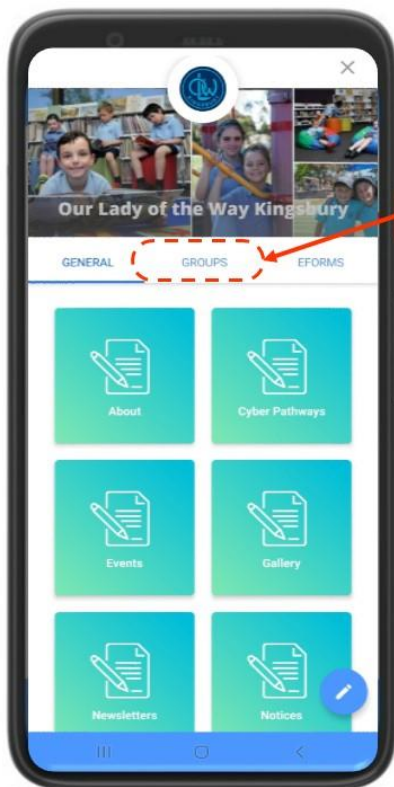 Our Lady of the Way Kingsbury
GENERAL GROUPS EFORMS
About Cyber Pathways
Events Gallery
Newsletters Notices